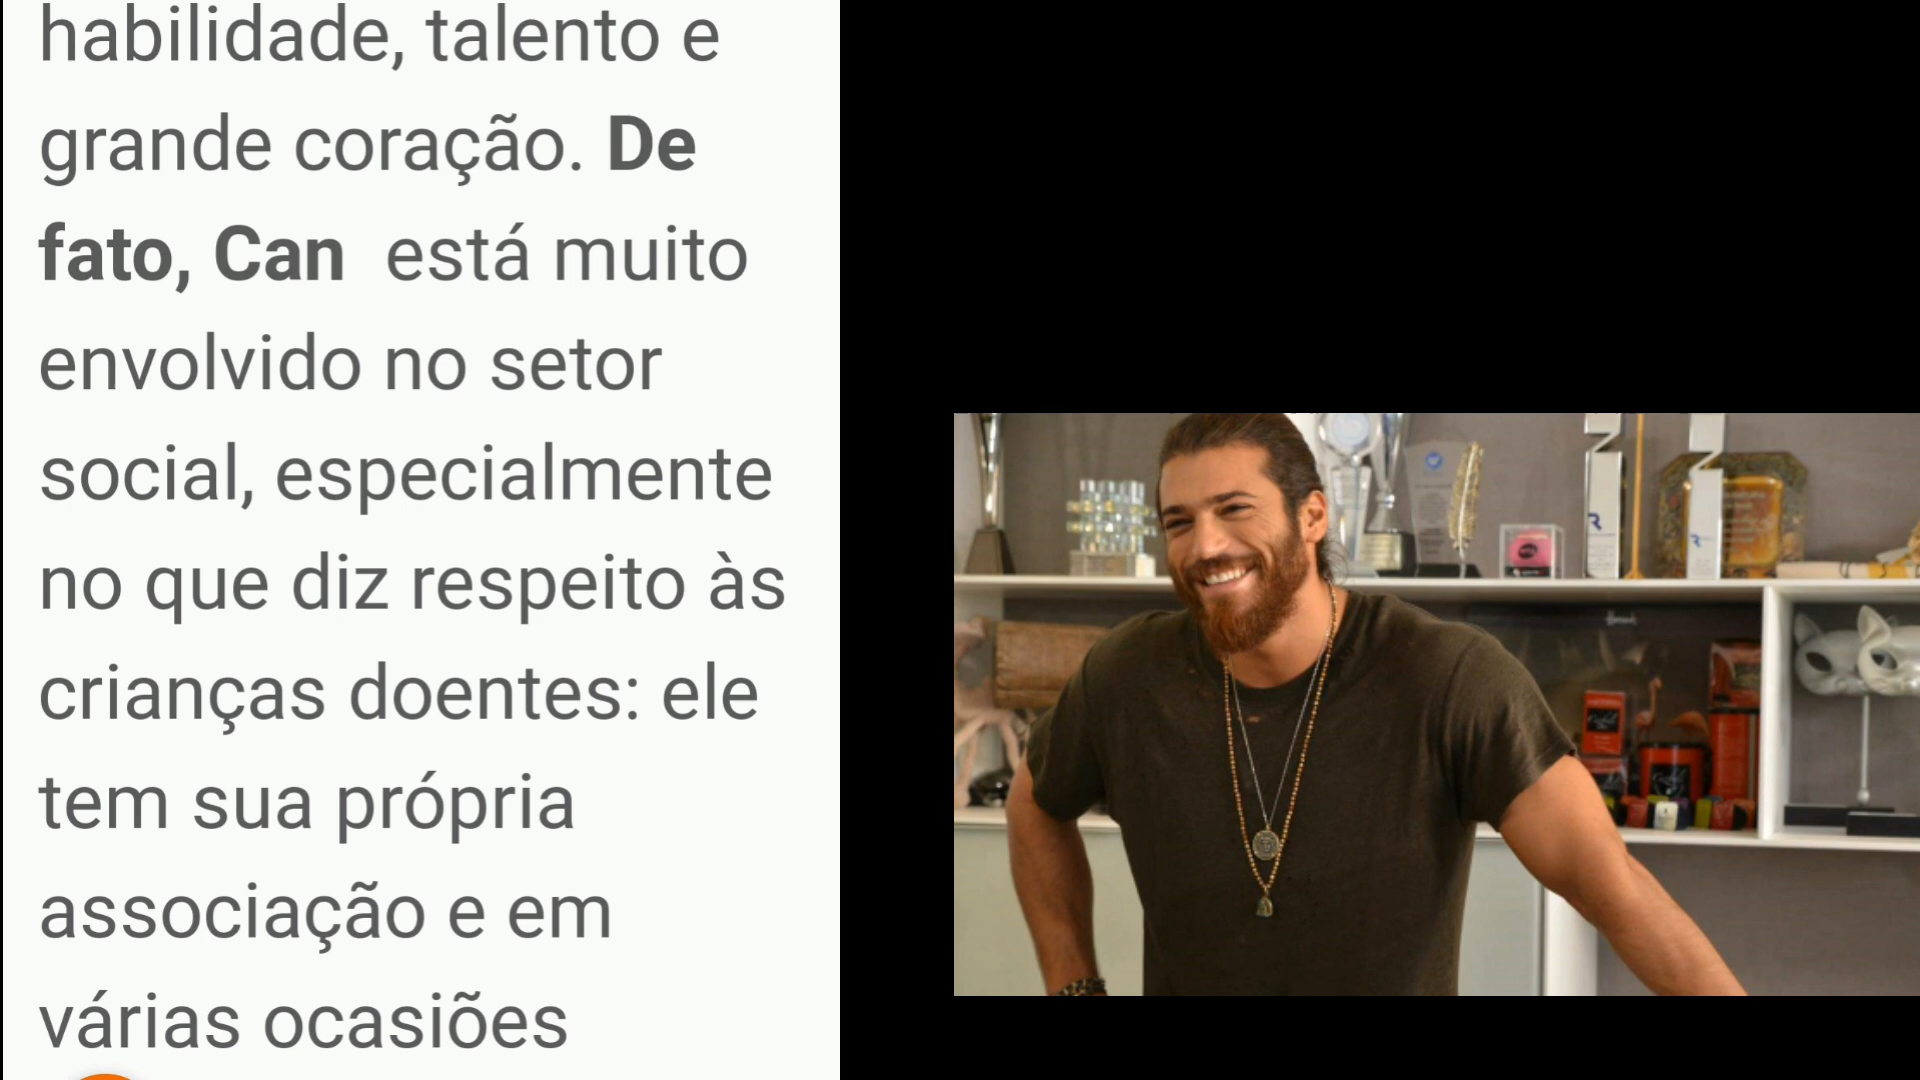 habilidade, talento e
grande coração. De
fato, Can está muito
envolvido no setor
social, especialmente
no que diz respeito às
crianças doentes: ele
tem sua própria
associação e em
várias ocasiões